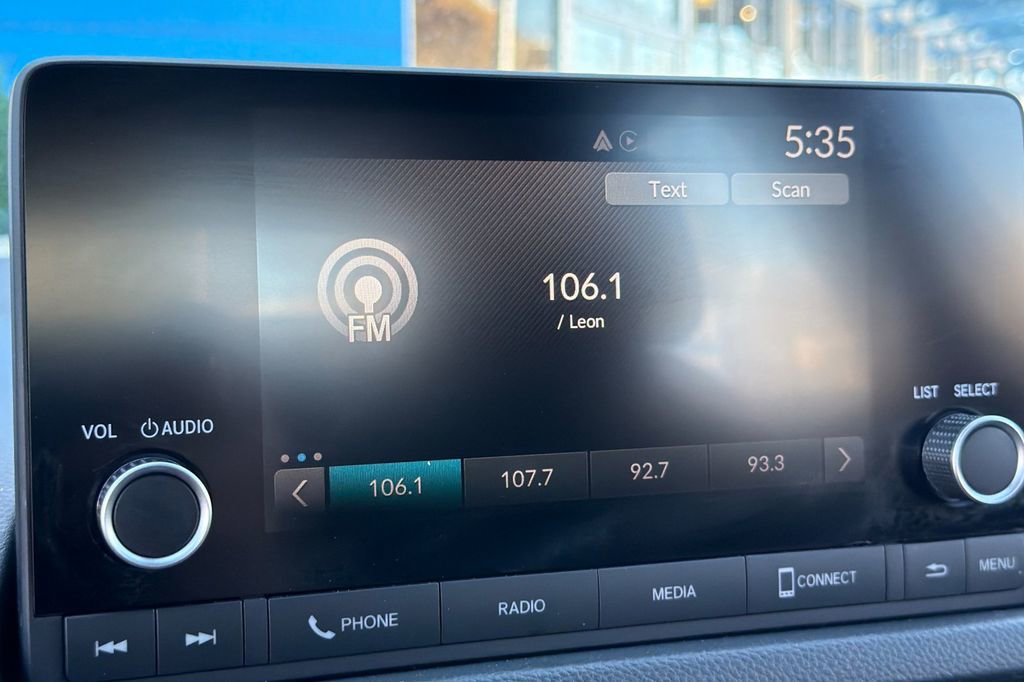 5:35
Text Scan
FM
106.1
/ Leon
LIST SELECT
VOL AUDIO
106.1 107.7 92.7 93.3
PHONE RADIO MEDIA CONNECT MENU